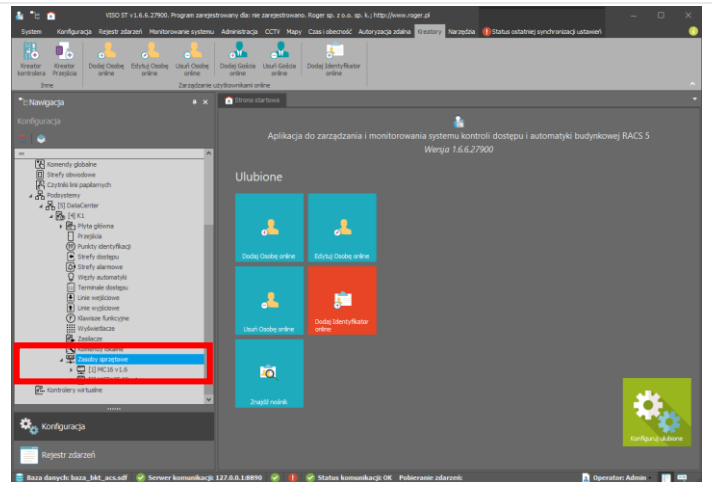 VISO ST v1.6.6.27900. Program zarejestrowany dla: nie zarejestrowano. Roger sp. z o.o. sp. k.; http://www.roger.pl
System Konfiguracja Rejestr zdarzeń Monitorowanie systemu Administracja CCTV Mapy Czas i obecność Autoryzacja zdalna Kreatory Narzędzia Status ostatniej synchronizacji ustawień
Kreator kontrolera
Kreator Przejścia
Dodaj Osobę online
Edytuj Osobę online
Usuń Osobę online
Dodaj Gościa online
Usuń Gościa online
Dodaj Identyfikator online
Inne
Zarządzanie użytkownikami online
Nawigacja
Strona startowa
Konfiguracja
Komendy globalne
Strefy obwodowe
Czytniki linii papilarnych
Podsystemy
[5] DataCenter
[4] K1
Płyta główna
Przejścia
Punkty identyfikacji
Strefy dostępu
Strefy alarmowe
Węzły automatyki
Terminale dostępu
Linie wejściowe
Linie wyjściowe
Klawisze funkcyjne
Wyświetlacze
Zasilacze
Komendy lokalne
Zasoby sprzętowe
[1] MC16 v1.6
Kontrolery wirtualne
Konfiguracja
Rejestr zdarzeń
Aplikacja do zarządzania i monitorowania systemu kontroli dostępu i automatyki budynkowej RACS 5
Wersja 1.6.6.27900
Ulubione
Dodaj Osobę online
Edytuj Osobę online
Usuń Osobę online
Dodaj Identyfikator online
Znajdź nośnik
Konfiguruj ulubione
Baza danych: baza_bkt_acs.sdf Serwer komunikacji: 127.0.0.1:8890 Status komunikacji: OK Pobieranie zdarzeń: Operator: Admin